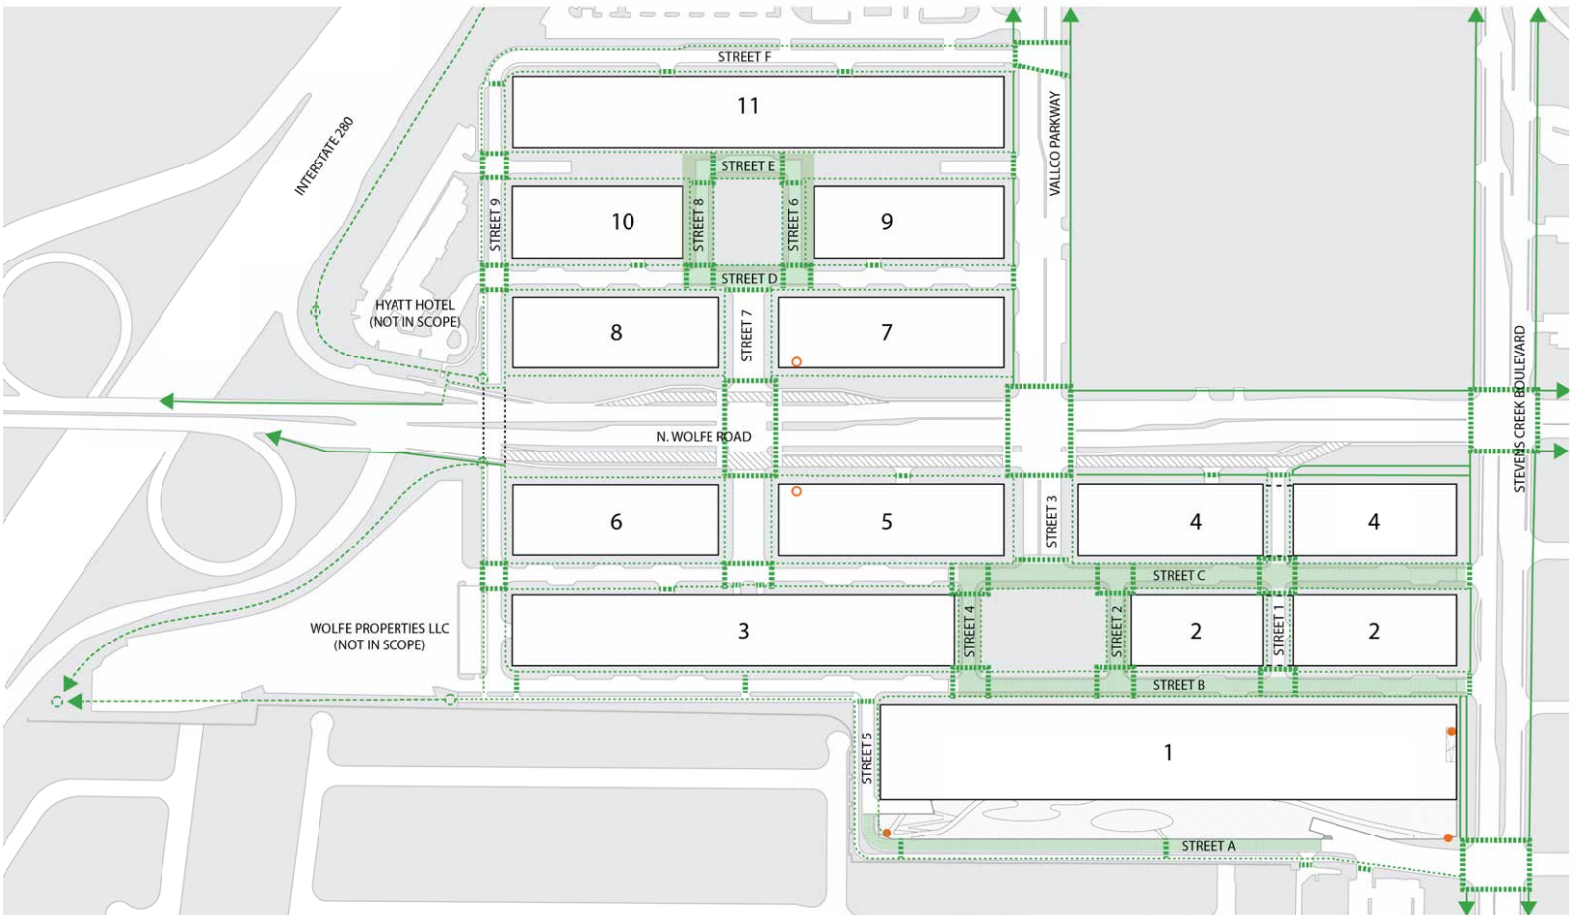 STREET F
11
INTERSTATE 280
VALLCO PARKWAY
STREET E
STREET 9
10
STREET 8
STREET 6
9
STREET D
HYATT HOTEL
(NOT IN SCOPE)
8
STREET 7
7
STEVENS CREEK BOULEVARD
N. WOLFE ROAD
6
5
STREET 3
4
4
STREET C
WOLFE PROPERTIES LLC
(NOT IN SCOPE)
3
STREET 4
STREET 2
2
STREET 1
2
STREET B
STREET 5
1
STREET A